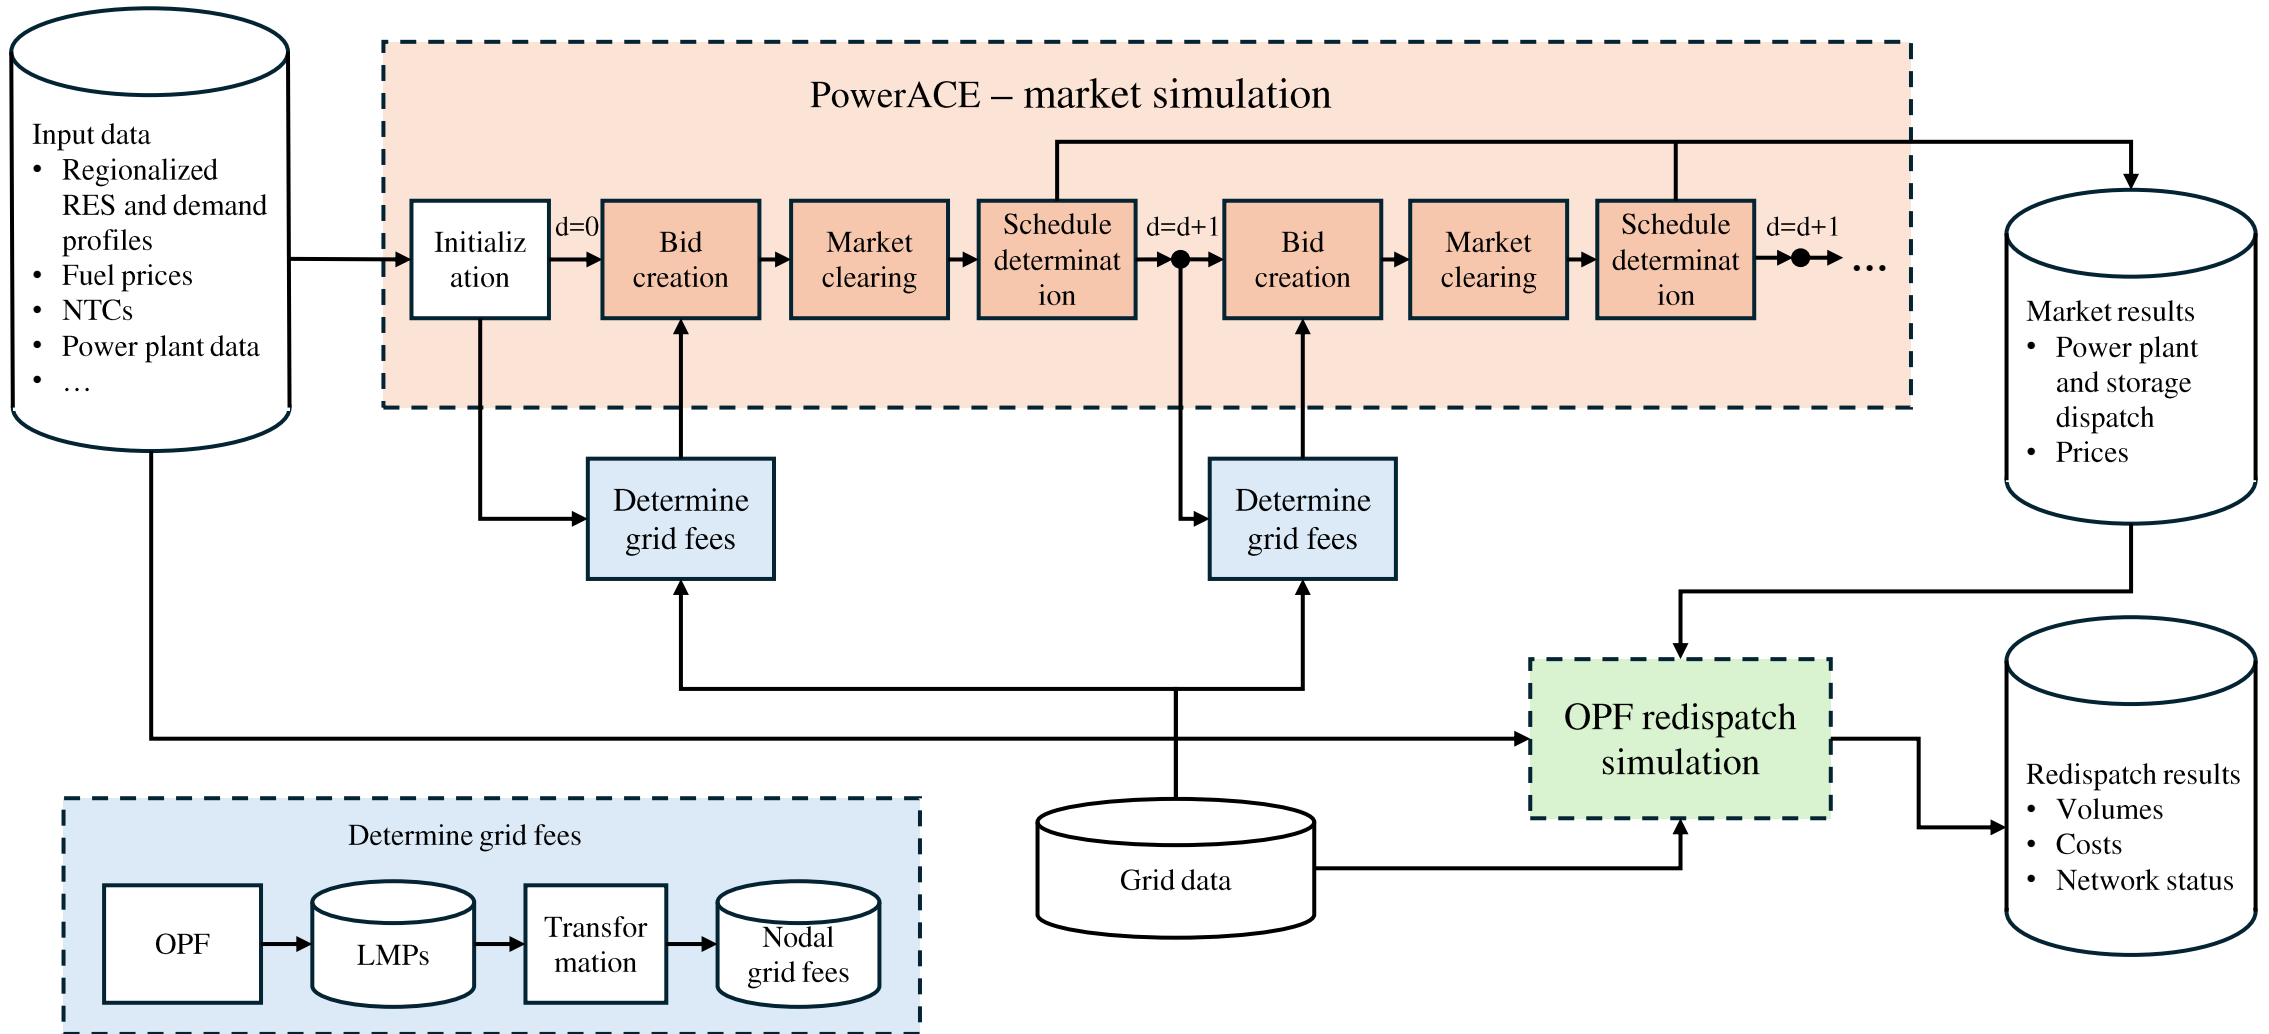 PowerACE – market simulation
Input data
• Regionalized
RES and demand
profiles
• Fuel prices
• NTCs
• Power plant data
• …
Initializ
ation
d=0
Bid
creation
Market
clearing
Schedule
determinat
ion
d=d+1
Bid
creation
Market
clearing
Schedule
determinat
ion
d=d+1
...
Market results
• Power plant
and storage
dispatch
• Prices
Determine
grid fees
Determine
grid fees
OPF redispatch
simulation
Redispatch results
• Volumes
• Costs
• Network status
Grid data
Determine grid fees
OPF
LMPs
Transfor
mation
Nodal
grid fees